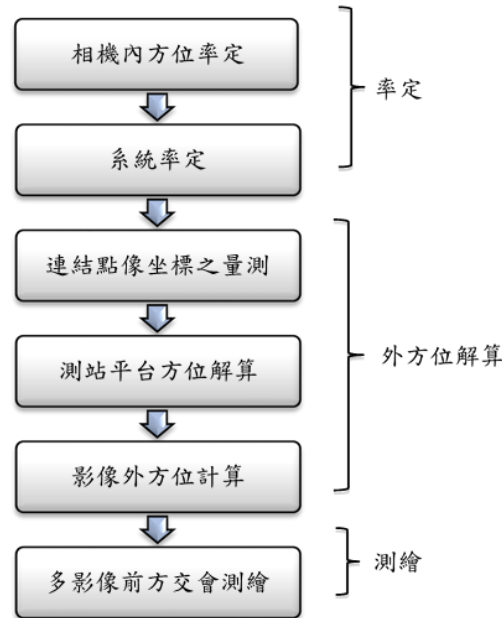 相機內方位率定
系統率定
率定
連結點像坐標之量測
測站平台方位解算
影像外方位計算
外方位解算
多影像前方交會測繪
測繪